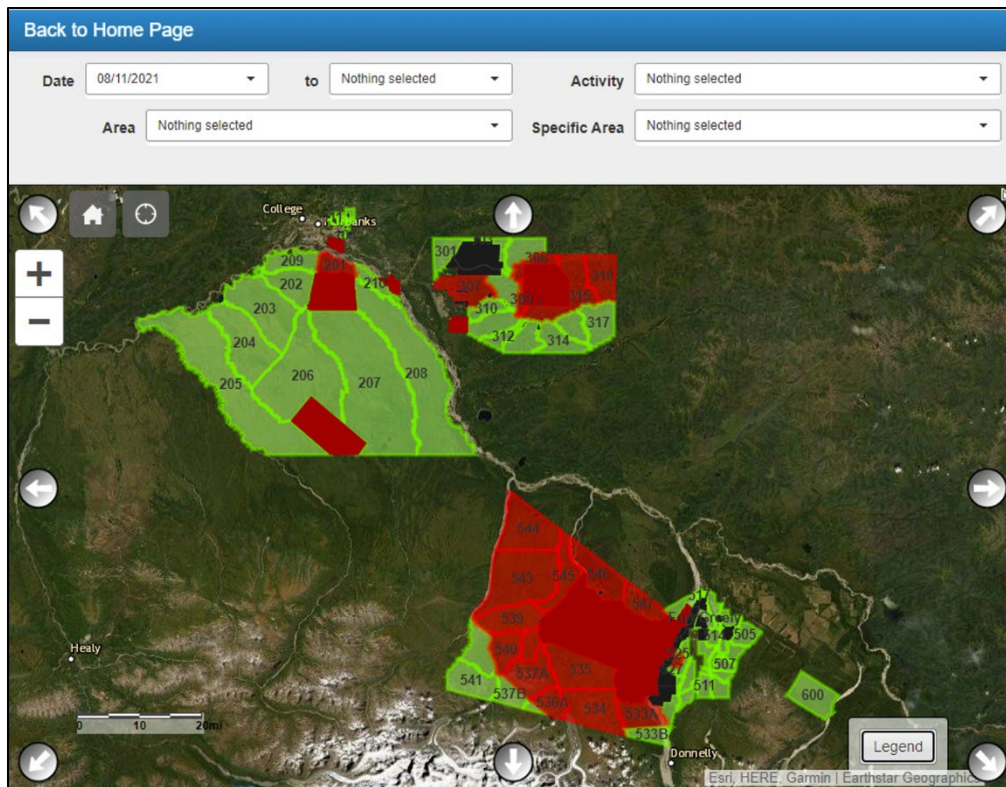 Back to Home Page
Date 08/11/2021 to Nothing selected Activity Nothing selected
Area Nothing selected Specific Area Nothing selected
College
209
201
202
210
203
204
205
206
207
208
301
306
307
318
310
309
315
312
314
317
544
543
545
546
547
539
540
541
537A
537B
535
536A
534
533A
533B
505
507
511
600
Healy
Donnelly
0 10 20mi
Legend
Esri, HERE, Garmin | Earthstar Geographics